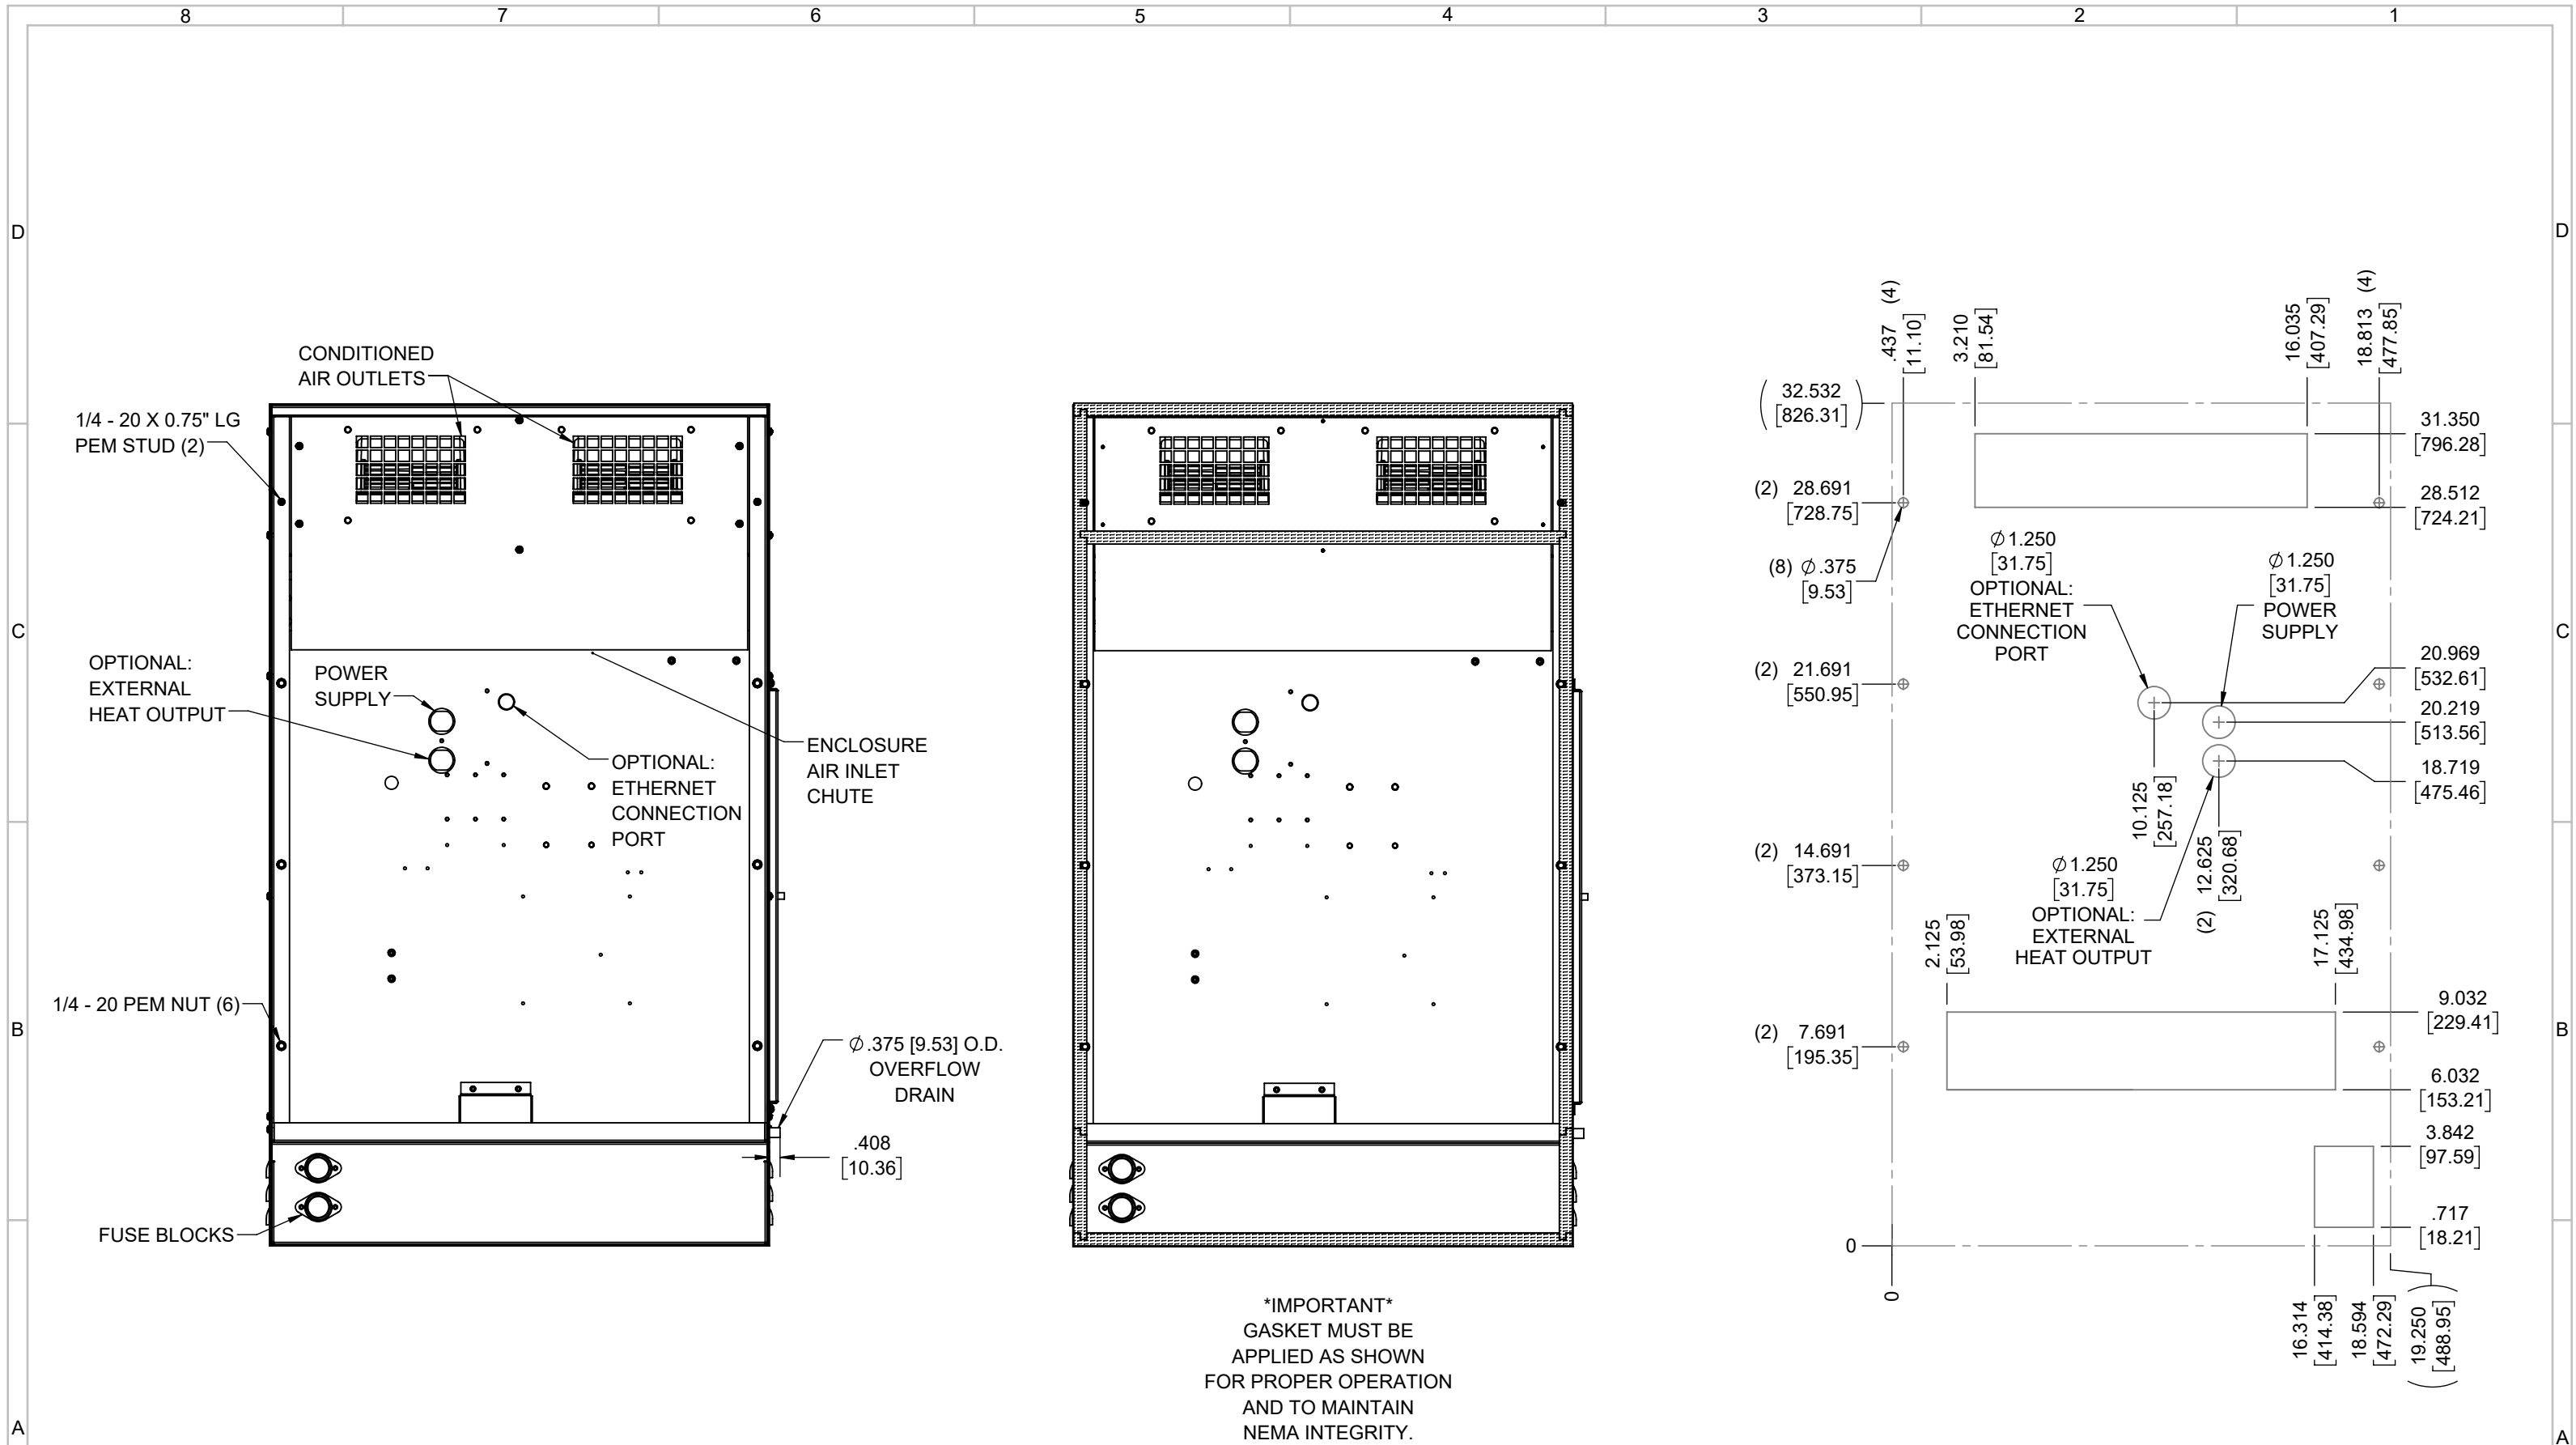 8 7 6 5 4 3 2 1
D
C
B
A
CONDITIONED
AIR OUTLETS
1/4 - 20 X 0.75" LG
PEM STUD (2)
OPTIONAL:
EXTERNAL
HEAT OUTPUT
POWER
SUPPLY
OPTIONAL:
ETHERNET
CONNECTION
PORT
ENCLOSURE
AIR INLET
CHUTE
1/4 - 20 PEM NUT (6)
Ø.375 [9.53] O.D.
OVERFLOW
DRAIN
.408
[10.36]
FUSE BLOCKS
*IMPORTANT*
GASKET MUST BE
APPLIED AS SHOWN
FOR PROPER OPERATION
AND TO MAINTAIN
NEMA INTEGRITY.
.437 (4)
[11.10]
3.210
[81.54]
16.035
[407.29]
18.813 (4)
[477.85]
(32.532
[826.31])
(2) 28.691
[728.75]
(8) Ø.375
[9.53]
(2) 21.691
[550.95]
(2) 14.691
[373.15]
(2) 7.691
[195.35]
0
0
31.350
[796.28]
28.512
[724.21]
Ø1.250
[31.75]
OPTIONAL:
ETHERNET
CONNECTION
PORT
Ø1.250
[31.75]
POWER
SUPPLY
20.969
[532.61]
20.219
[513.56]
18.719
[475.46]
10.125
[257.18]
(2) 12.625
[320.68]
Ø1.250
[31.75]
OPTIONAL:
EXTERNAL
HEAT OUTPUT
2.125
[53.98]
17.125
[434.98]
9.032
[229.41]
6.032
[153.21]
3.842
[97.59]
.717
[18.21]
16.314
[414.38]
18.594
[472.29]
(19.250
[488.95])
D
C
B
A